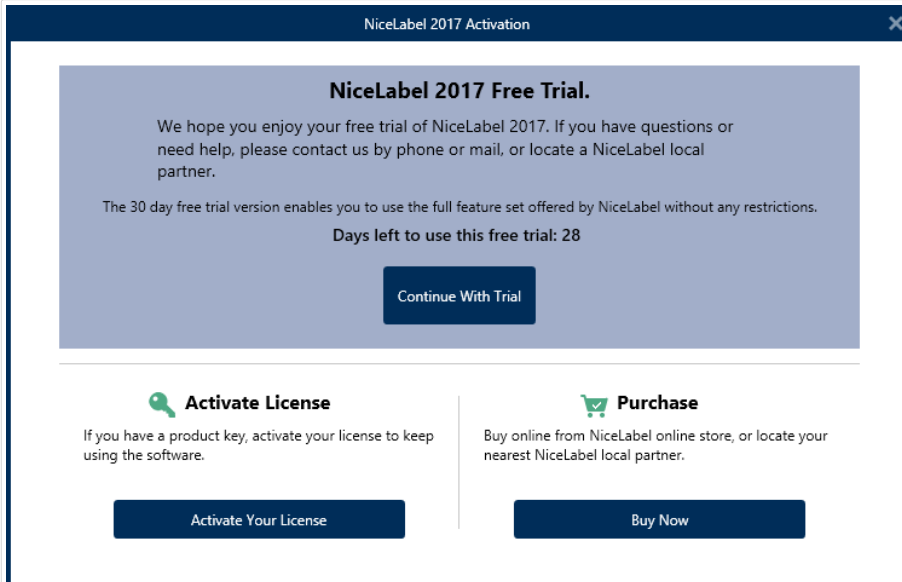 NiceLabel 2017 Activation
NiceLabel 2017 Free Trial.
We hope you enjoy your free trial of NiceLabel 2017. If you have questions or
need help, please contact us by phone or mail, or locate a NiceLabel local
partner.
The 30 day free trial version enables you to use the full feature set offered by NiceLabel without any restrictions.
Days left to use this free trial: 28
Continue With Trial
Activate License
If you have a product key, activate your license to keep
using the software.
Activate Your License
Purchase
Buy online from NiceLabel online store, or locate your
nearest NiceLabel local partner.
Buy Now